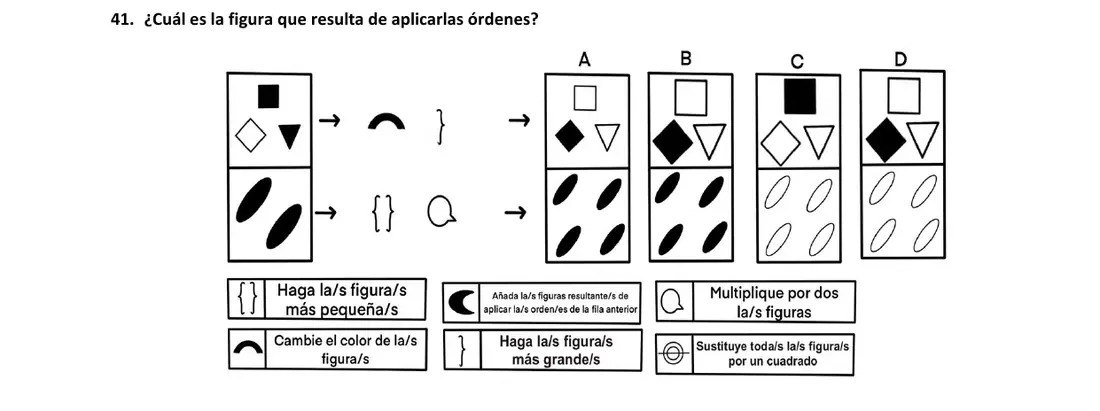 41. ¿Cuál es la figura que resulta de aplicarlas órdenes?
A B C D
Haga la/s figura/s
más pequeña/s
Añada la/s figuras resultante/s de
aplicar la/s orden/es de la fila anterior
Multiplique por dos
la/s figuras
Cambie el color de la/s
figura/s
Haga la/s figura/s
más grande/s
Sustituye toda/s la/s figura/s
por un cuadrado